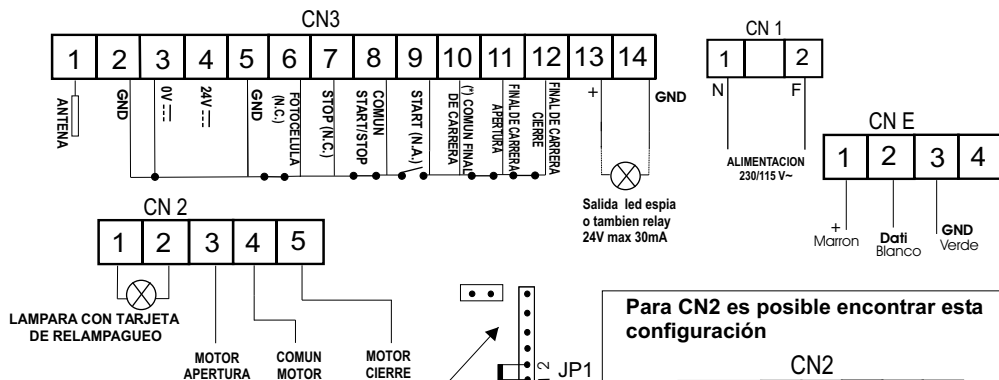 CN3
1 2 3 4 5 6 7 8 9 10 11 12 13 14
ANTENA
GND
0V
24V
GND
FOTOCELULA
(N.C.)
STOP (N.C.)
COMUN
START/STOP
START (N.A.)
(*) COMUN FINAL
DE CARRERA
FINAL DE CARRERA
APERTURA
FINAL DE CARRERA
CIERRE
+
GND
Salida led espia
o tambien relay
24V max 30mA
CN 1
1 2
N F
ALIMENTACION
230/115 V~
CN E
1 2 3 4
+
Marron
Dati
Blanco
GND
Verde
CN 2
1 2 3 4 5
LAMPARA CON TARJETA
DE RELAMPAGUEO
MOTOR
APERTURA
COMUN
MOTOR
MOTOR
CIERRE
2
JP1
Para CN2 es posible encontrar esta
configuración
CN2